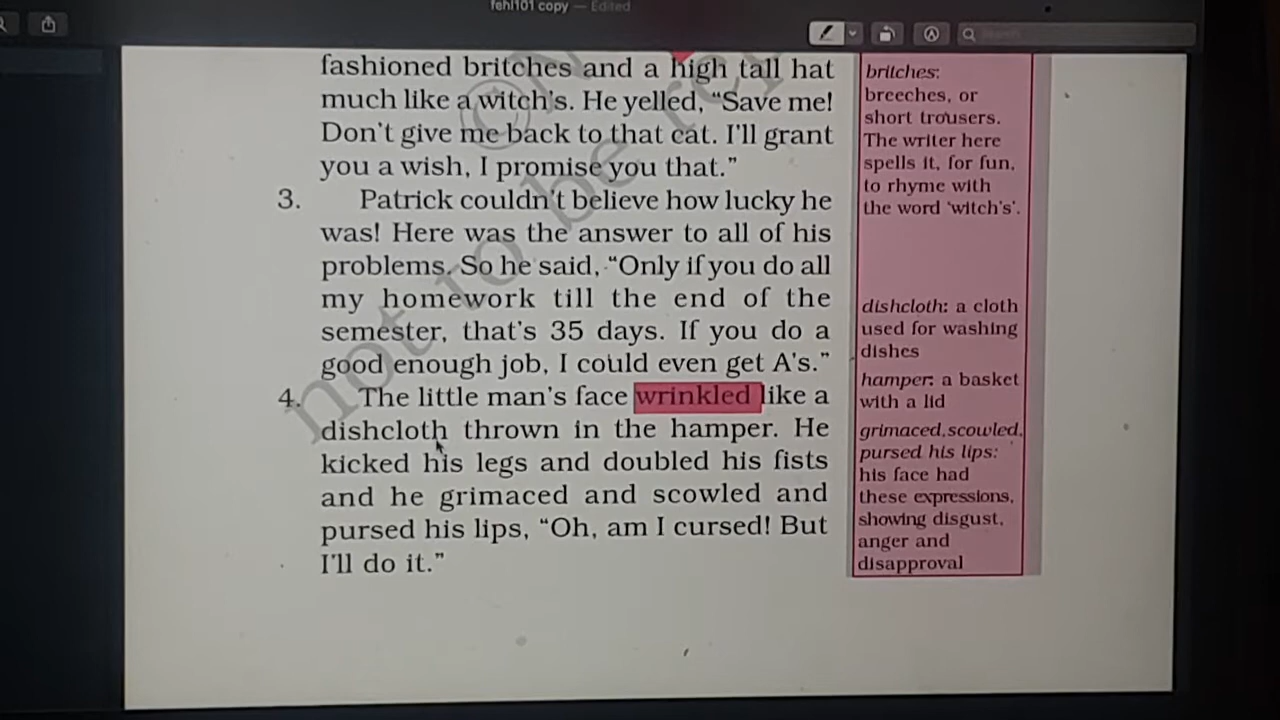 fehl101 copy — Edited
fashioned britches and a high tall hat
much like a witch's. He yelled, "Save me!
Don't give me back to that cat. I'll grant
you a wish, I promise you that."
3. Patrick couldn't believe how lucky he
was! Here was the answer to all of his
problems. So he said, "Only if you do all
my homework till the end of the
semester, that's 35 days. If you do a
good enough job, I could even get A's."
4. The little man's face wrinkled like a
dishcloth thrown in the hamper. He
kicked his legs and doubled his fists
and he grimaced and scowled and
pursed his lips, "Oh, am I cursed! But
I'll do it."
britches:
breeches, or
short trousers.
The writer here
spells it, for fun,
to rhyme with
the word 'witch's'.
dishcloth: a cloth
used for washing
dishes
hamper: a basket
with a lid
grimaced, scowled,
pursed his lips:
his face had
these expressions,
showing disgust,
anger and
disapproval
not to be rep